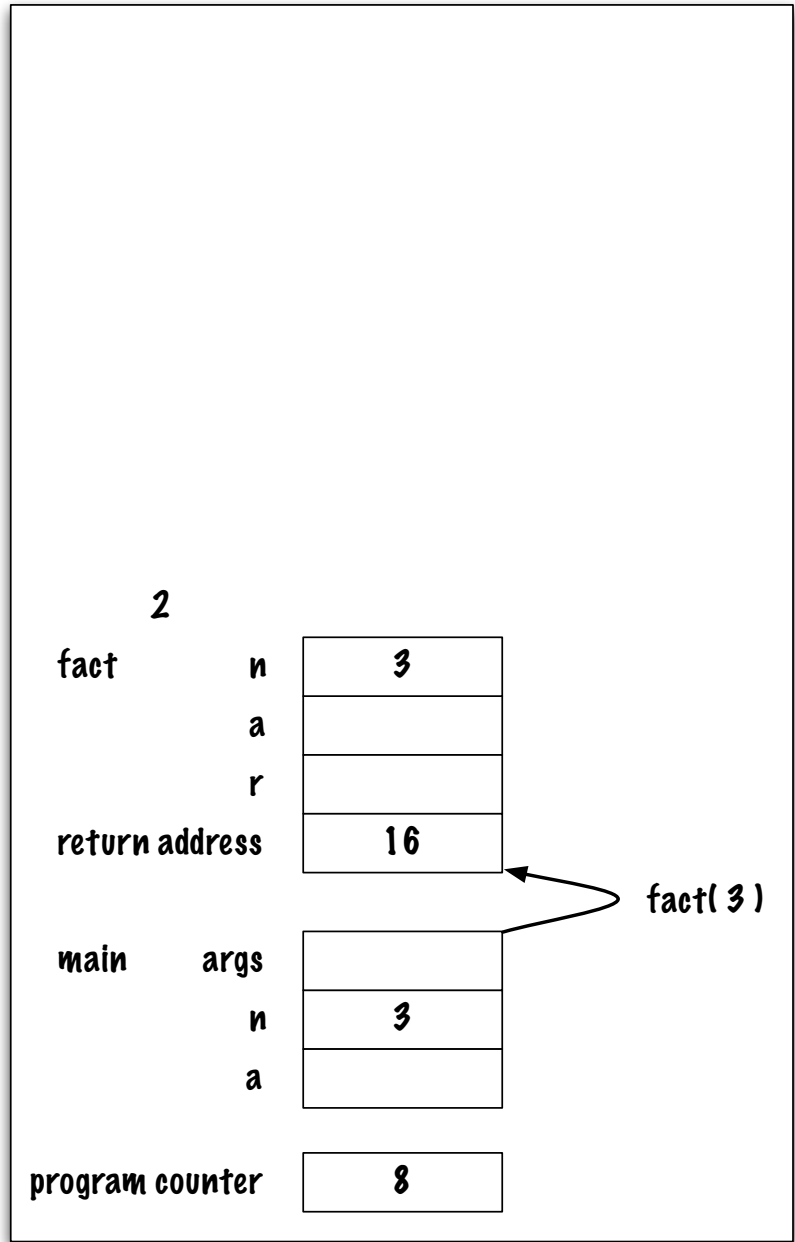 2
fact n 3
a
r
return address 16
fact( 3 )
main args
n 3
a
program counter 8